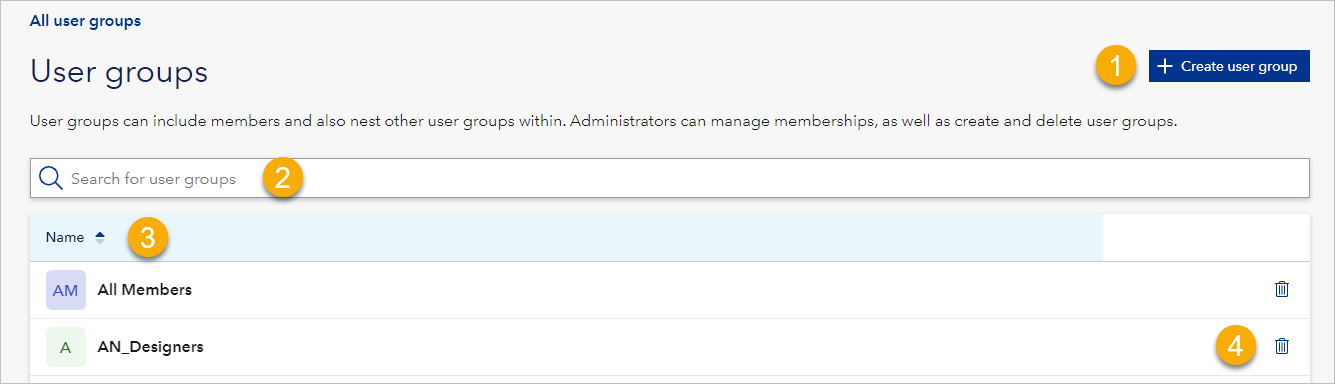 All user groups
User groups
1
+ Create user group
User groups can include members and also nest other user groups within. Administrators can manage memberships, as well as create and delete user groups.
Search for user groups
2
Name
3
AM All Members
A AN_Designers
4